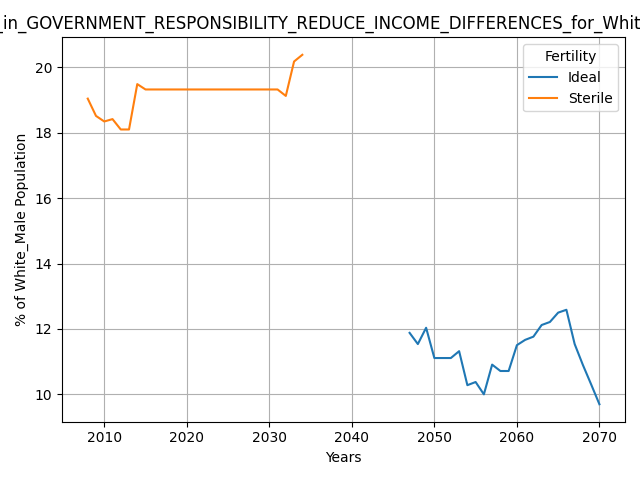 _in_GOVERNMENT_RESPONSIBILITY_REDUCE_INCOME_DIFFERENCES_for_Whit
Fertility
Ideal
Sterile
20
18
16
14
12
10
% of White_Male Population
2010 2020 2030 2040 2050 2060 2070
Years